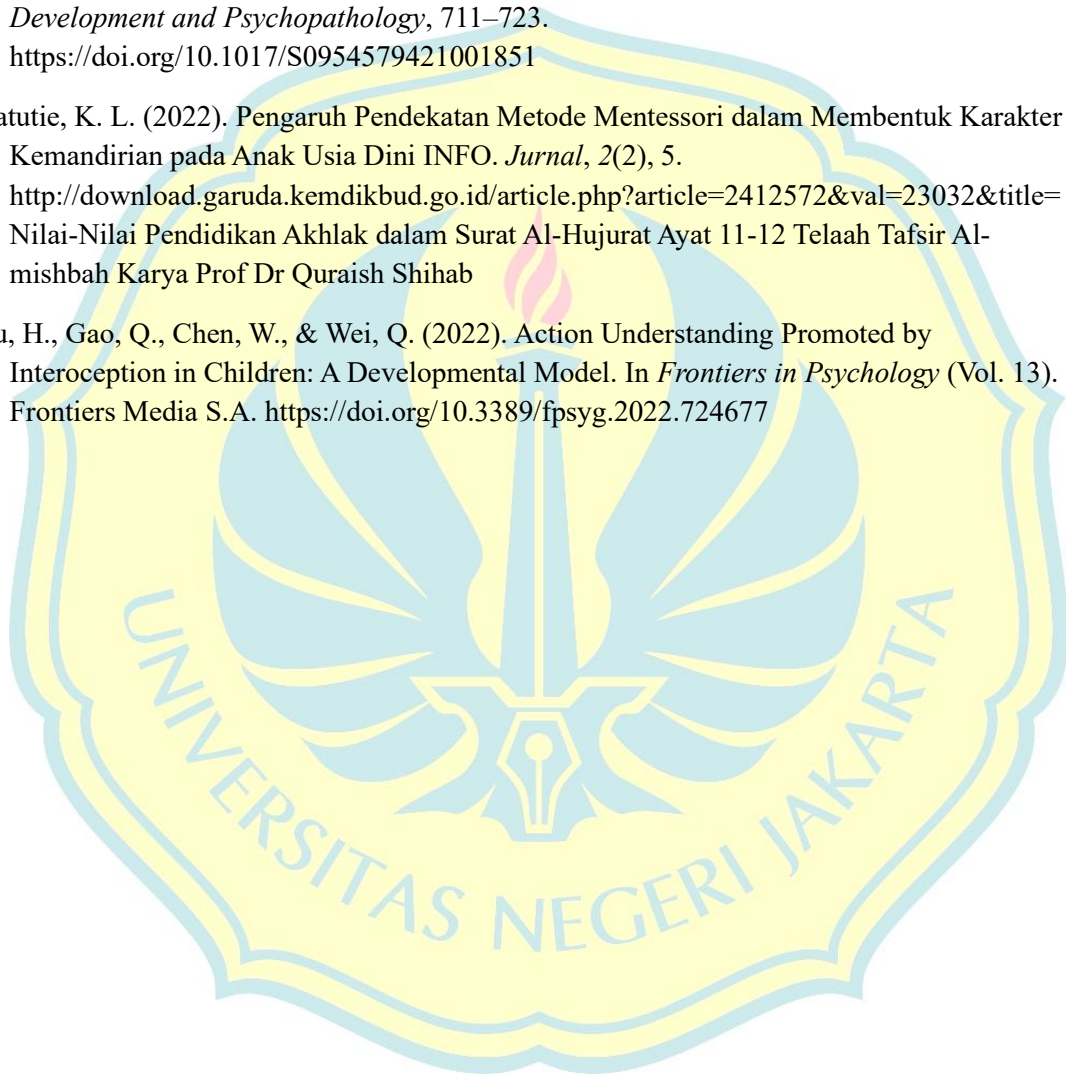 Development and Psychopathology, 711–723.
https://doi.org/10.1017/S0954579421001851
atutie, K. L. (2022). Pengaruh Pendekatan Metode Mentessori dalam Membentuk Karakter
Kemandirian pada Anak Usia Dini INFO. Jurnal, 2(2), 5.
http://download.garuda.kemdikbud.go.id/article.php?article=2412572&val=23032&title=
Nilai-Nilai Pendidikan Akhlak dalam Surat Al-Hujurat Ayat 11-12 Telaah Tafsir Al-
mishbah Karya Prof Dr Quraish Shihab
u, H., Gao, Q., Chen, W., & Wei, Q. (2022). Action Understanding Promoted by
Interoception in Children: A Developmental Model. In Frontiers in Psychology (Vol. 13).
Frontiers Media S.A. https://doi.org/10.3389/fpsyg.2022.724677
UNIVERSITAS NEGERI JAKARTA